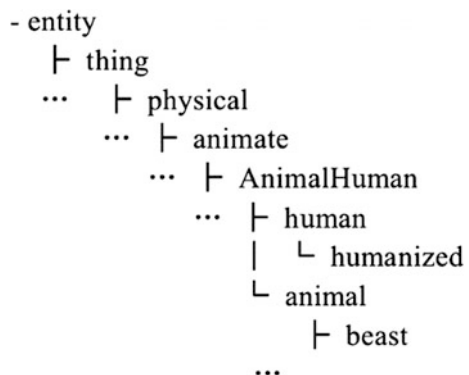 - entity
├ thing
... ├ physical
... ├ animate
... ├ AnimalHuman
... ├ human
│ └ humanized
└ animal
├ beast
...